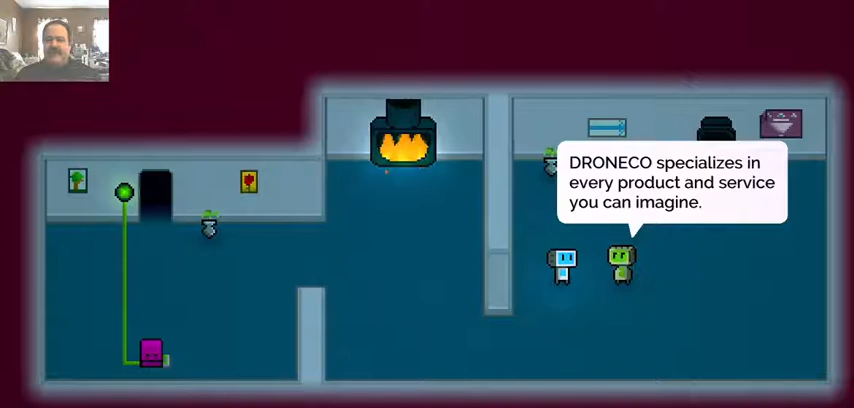 DRONECO specializes in
every product and service
you can imagine.